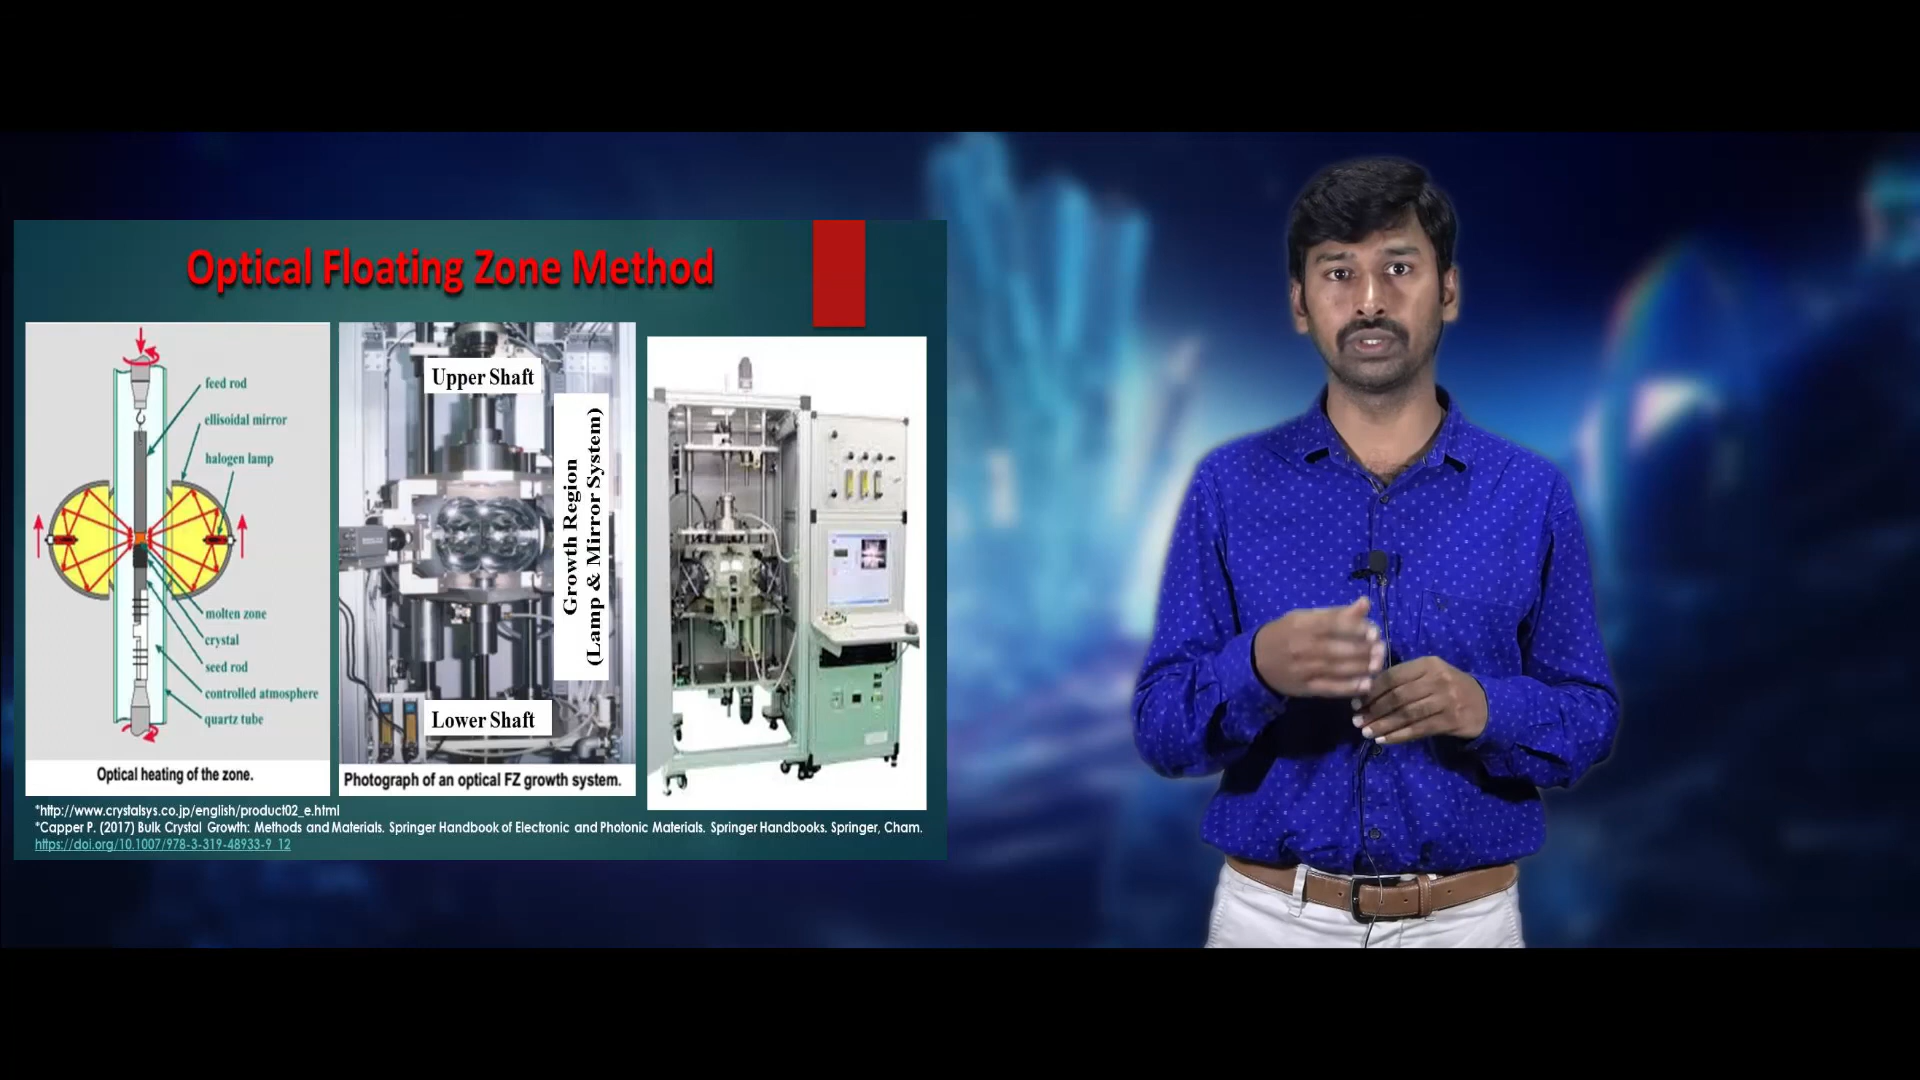 Optical Floating Zone Method
feed rod
ellisoidal mirror
halogen lamp
molten zone
crystal
seed rod
controlled atmosphere
quartz tube
Optical heating of the zone.
Upper Shaft
Growth Region
(Lamp & Mirror System)
Lower Shaft
Photograph of an optical FZ growth system.
*http://www.crystalsys.co.jp/english/product02_e.html
*Capper P. (2017) Bulk Crystal Growth: Methods and Materials. Springer Handbook of Electronic and Photonic Materials. Springer Handbooks. Springer, Cham.
https://doi.org/10.1007/978-3-319-48933-9_12